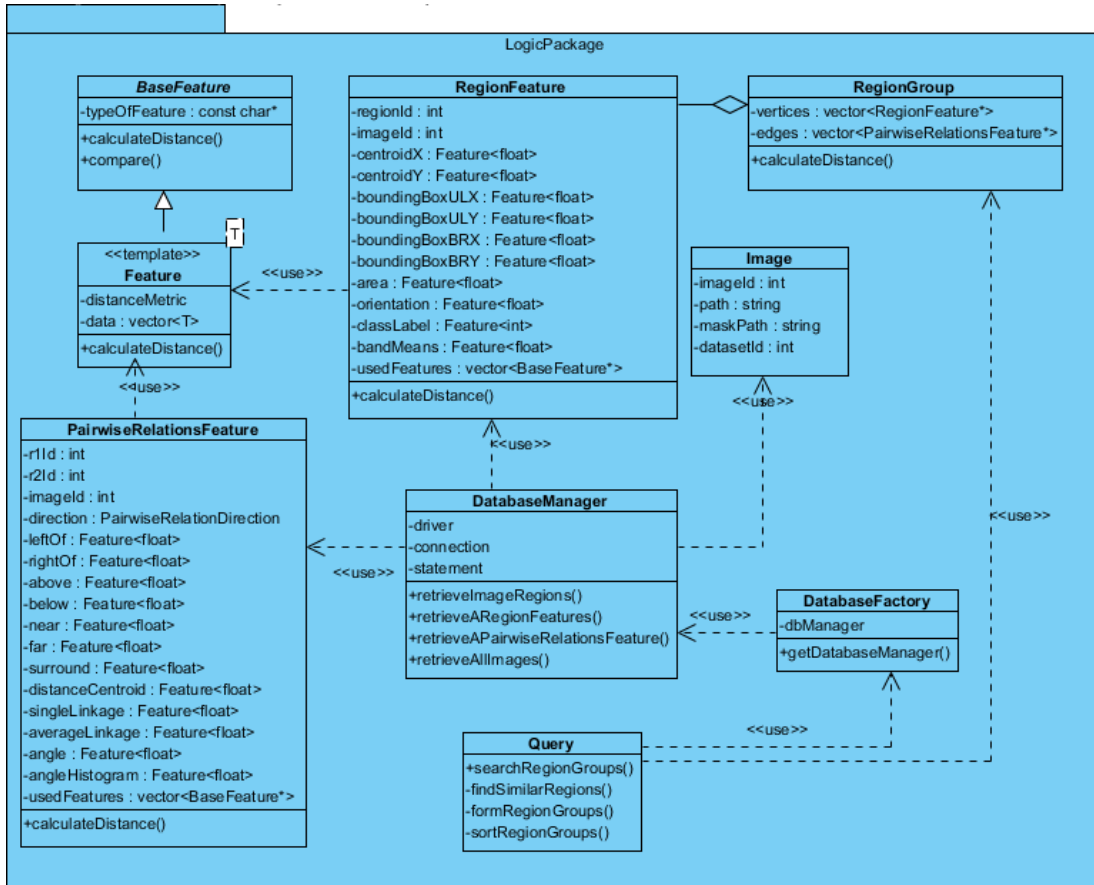 LogicPackage
BaseFeature
-typeOfFeature : const char*
+calculateDistance()
+compare()
RegionFeature
-regionId : int
-imageId : int
-centroidX : Feature<float>
-centroidY : Feature<float>
-boundingBoxULX : Feature<float>
-boundingBoxULY : Feature<float>
-boundingBoxBRX : Feature<float>
-boundingBoxBRY : Feature<float>
-area : Feature<float>
-orientation : Feature<float>
-classLabel : Feature<int>
-bandMeans : Feature<float>
-usedFeatures : vector<BaseFeature*>
+calculateDistance()
RegionGroup
-vertices : vector<RegionFeature*>
-edges : vector<PairwiseRelationsFeature*>
+calculateDistance()
T
<<template>>
Feature
-distanceMetric
-data : vector<T>
+calculateDistance()
<<use>>
<<use>>
Image
-imageId : int
-path : string
-maskPath : string
-datasetId : int
<<use>>
PairwiseRelationsFeature
-r1Id : int
-r2Id : int
-imageId : int
-direction : PairwiseRelationDirection
-leftOf : Feature<float>
-rightOf : Feature<float>
-above : Feature<float>
-below : Feature<float>
-near : Feature<float>
-far : Feature<float>
-surround : Feature<float>
-distanceCentroid : Feature<float>
-singleLinkage : Feature<float>
-averageLinkage : Feature<float>
-angle : Feature<float>
-angleHistogram : Feature<float>
-usedFeatures : vector<BaseFeature*>
+calculateDistance()
<<use>>
DatabaseManager
-driver
-connection
-statement
+retrieveImageRegions()
+retrieveARegionFeatures()
+retrieveAPairwiseRelationsFeature()
+retrieveAllImages()
<<use>>
<<use>>
<<use>>
DatabaseFactory
-dbManager
+getDatabaseManager()
<<use>>
Query
+searchRegionGroups()
-findSimilarRegions()
-formRegionGroups()
-sortRegionGroups()